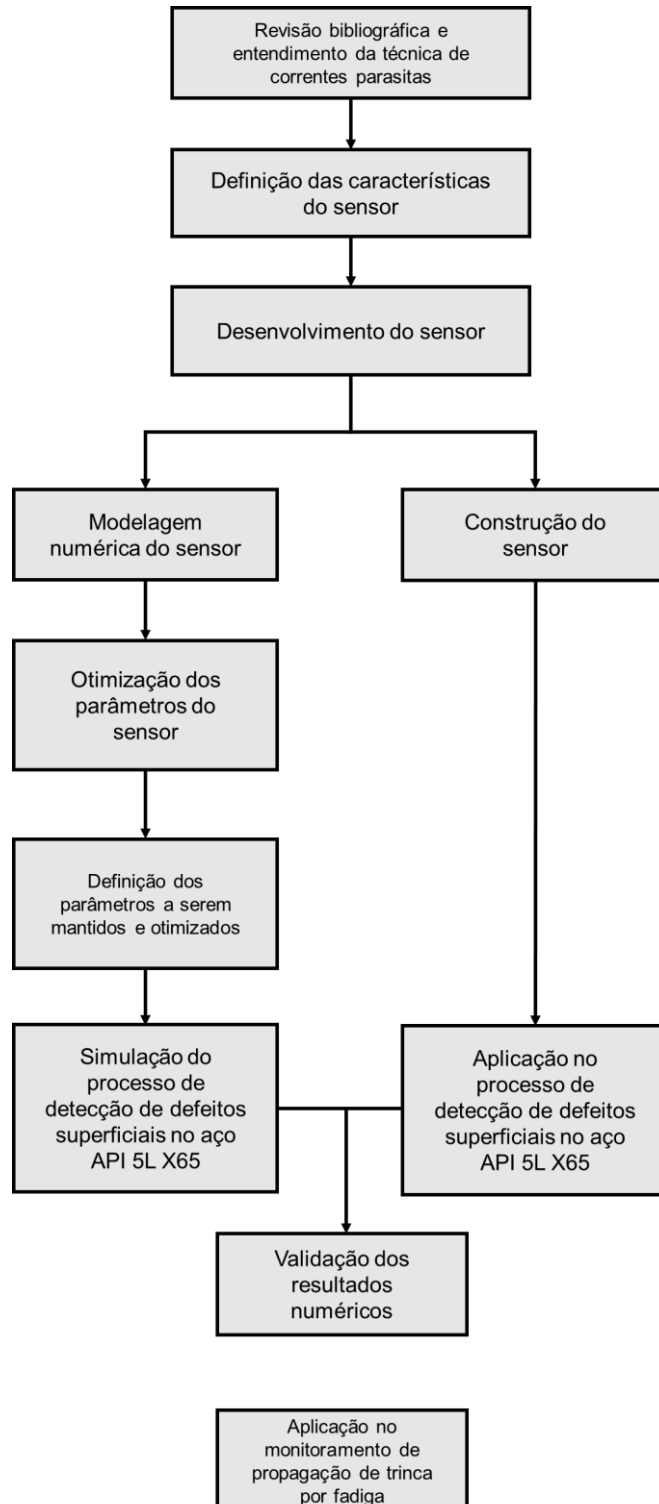 Revisão bibliográfica e
entendimento da técnica de
correntes parasitas
Definição das características
do sensor
Desenvolvimento do sensor
Modelagem
numérica do sensor
Construção do
sensor
Otimização dos
parâmetros do
sensor
Definição dos
parâmetros a serem
mantidos e otimizados
Simulação do
processo de
detecção de defeitos
superficiais no aço
API 5L X65
Aplicação no
processo de
detecção de defeitos
superficiais no aço
API 5L X65
Validação dos
resultados
numéricos
Aplicação no
monitoramento de
propagação de trinca
por fadiga